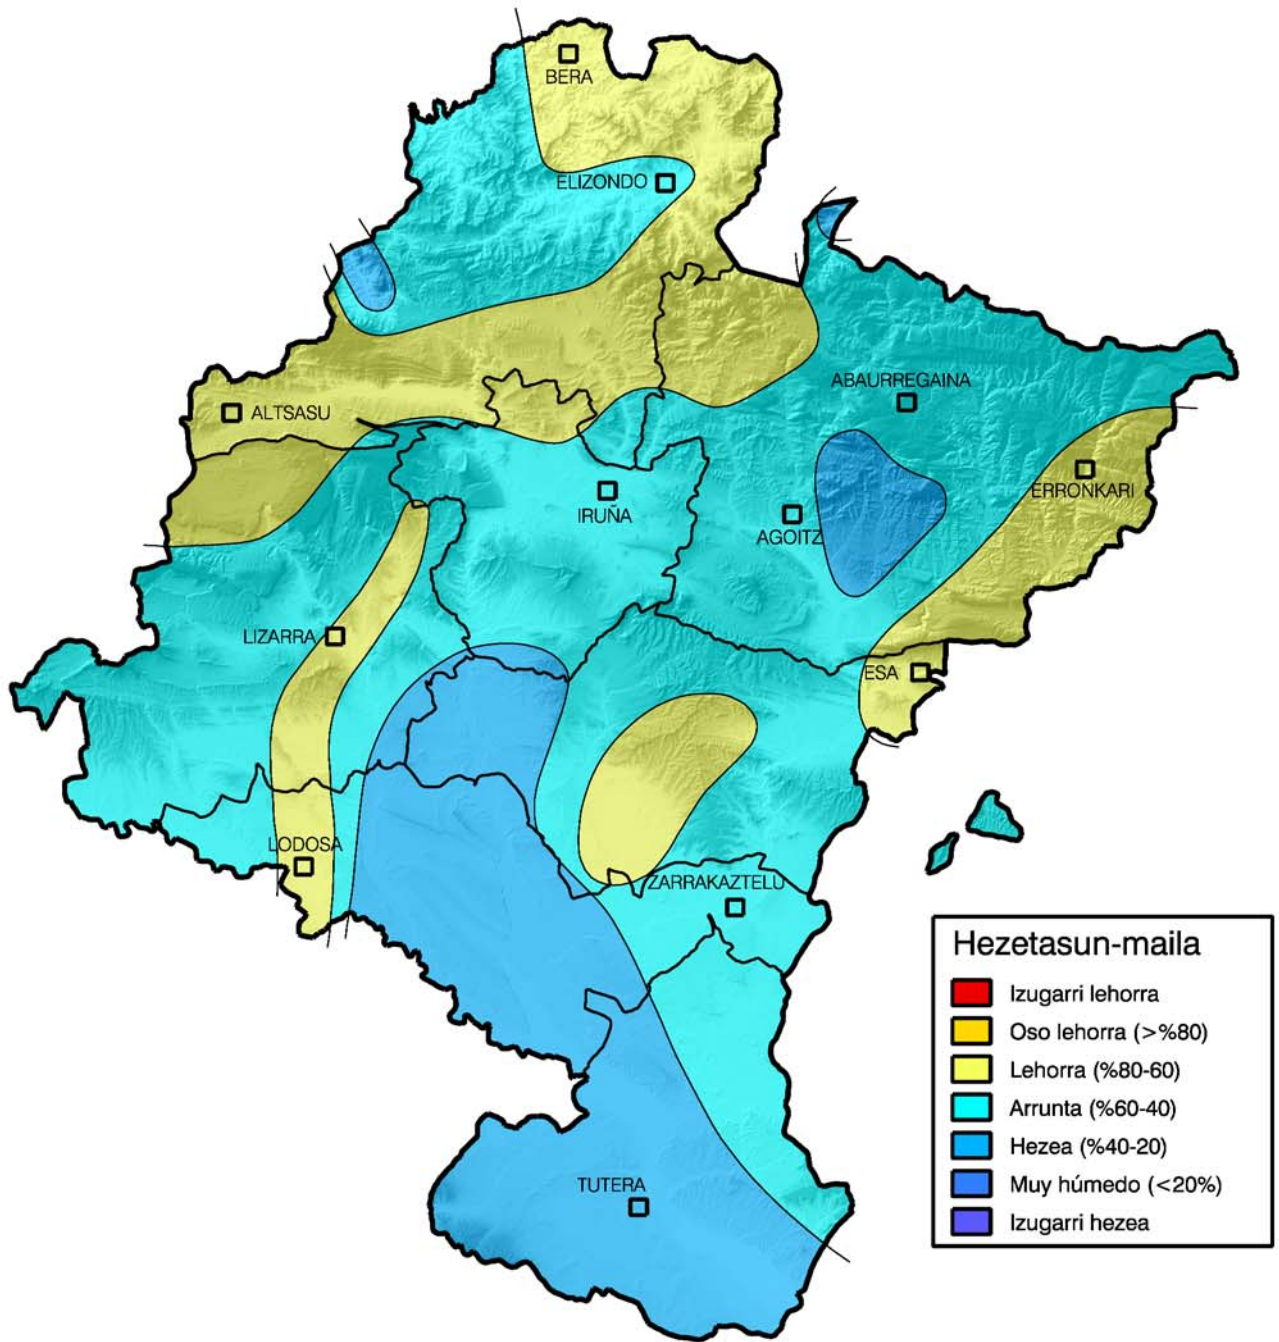 BERA
ELIZONDO
ABAURREGAINA
ALTSASU
ERRONKARI
IRUÑA
AGOITZ
LIZARRA
ESA
LODOSA
ZARRAKAZTELU
TUTERA
Hezetasun-maila
Izugarri lehorra
Oso lehorra (>%80)
Lehorra (%80-60)
Arrunta (%60-40)
Hezea (%40-20)
Muy húmedo (<20%)
Izugarri hezea